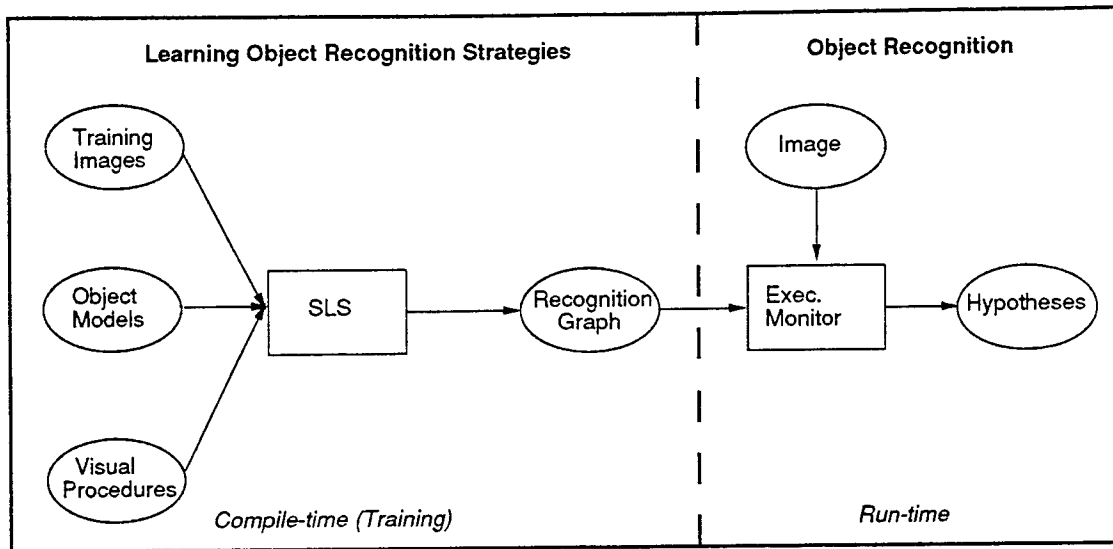 Learning Object Recognition Strategies
Object Recognition
Training
Images
Image
Object
Models
SLS
Recognition
Graph
Exec.
Monitor
Hypotheses
Visual
Procedures
Compile-time (Training)
Run-time